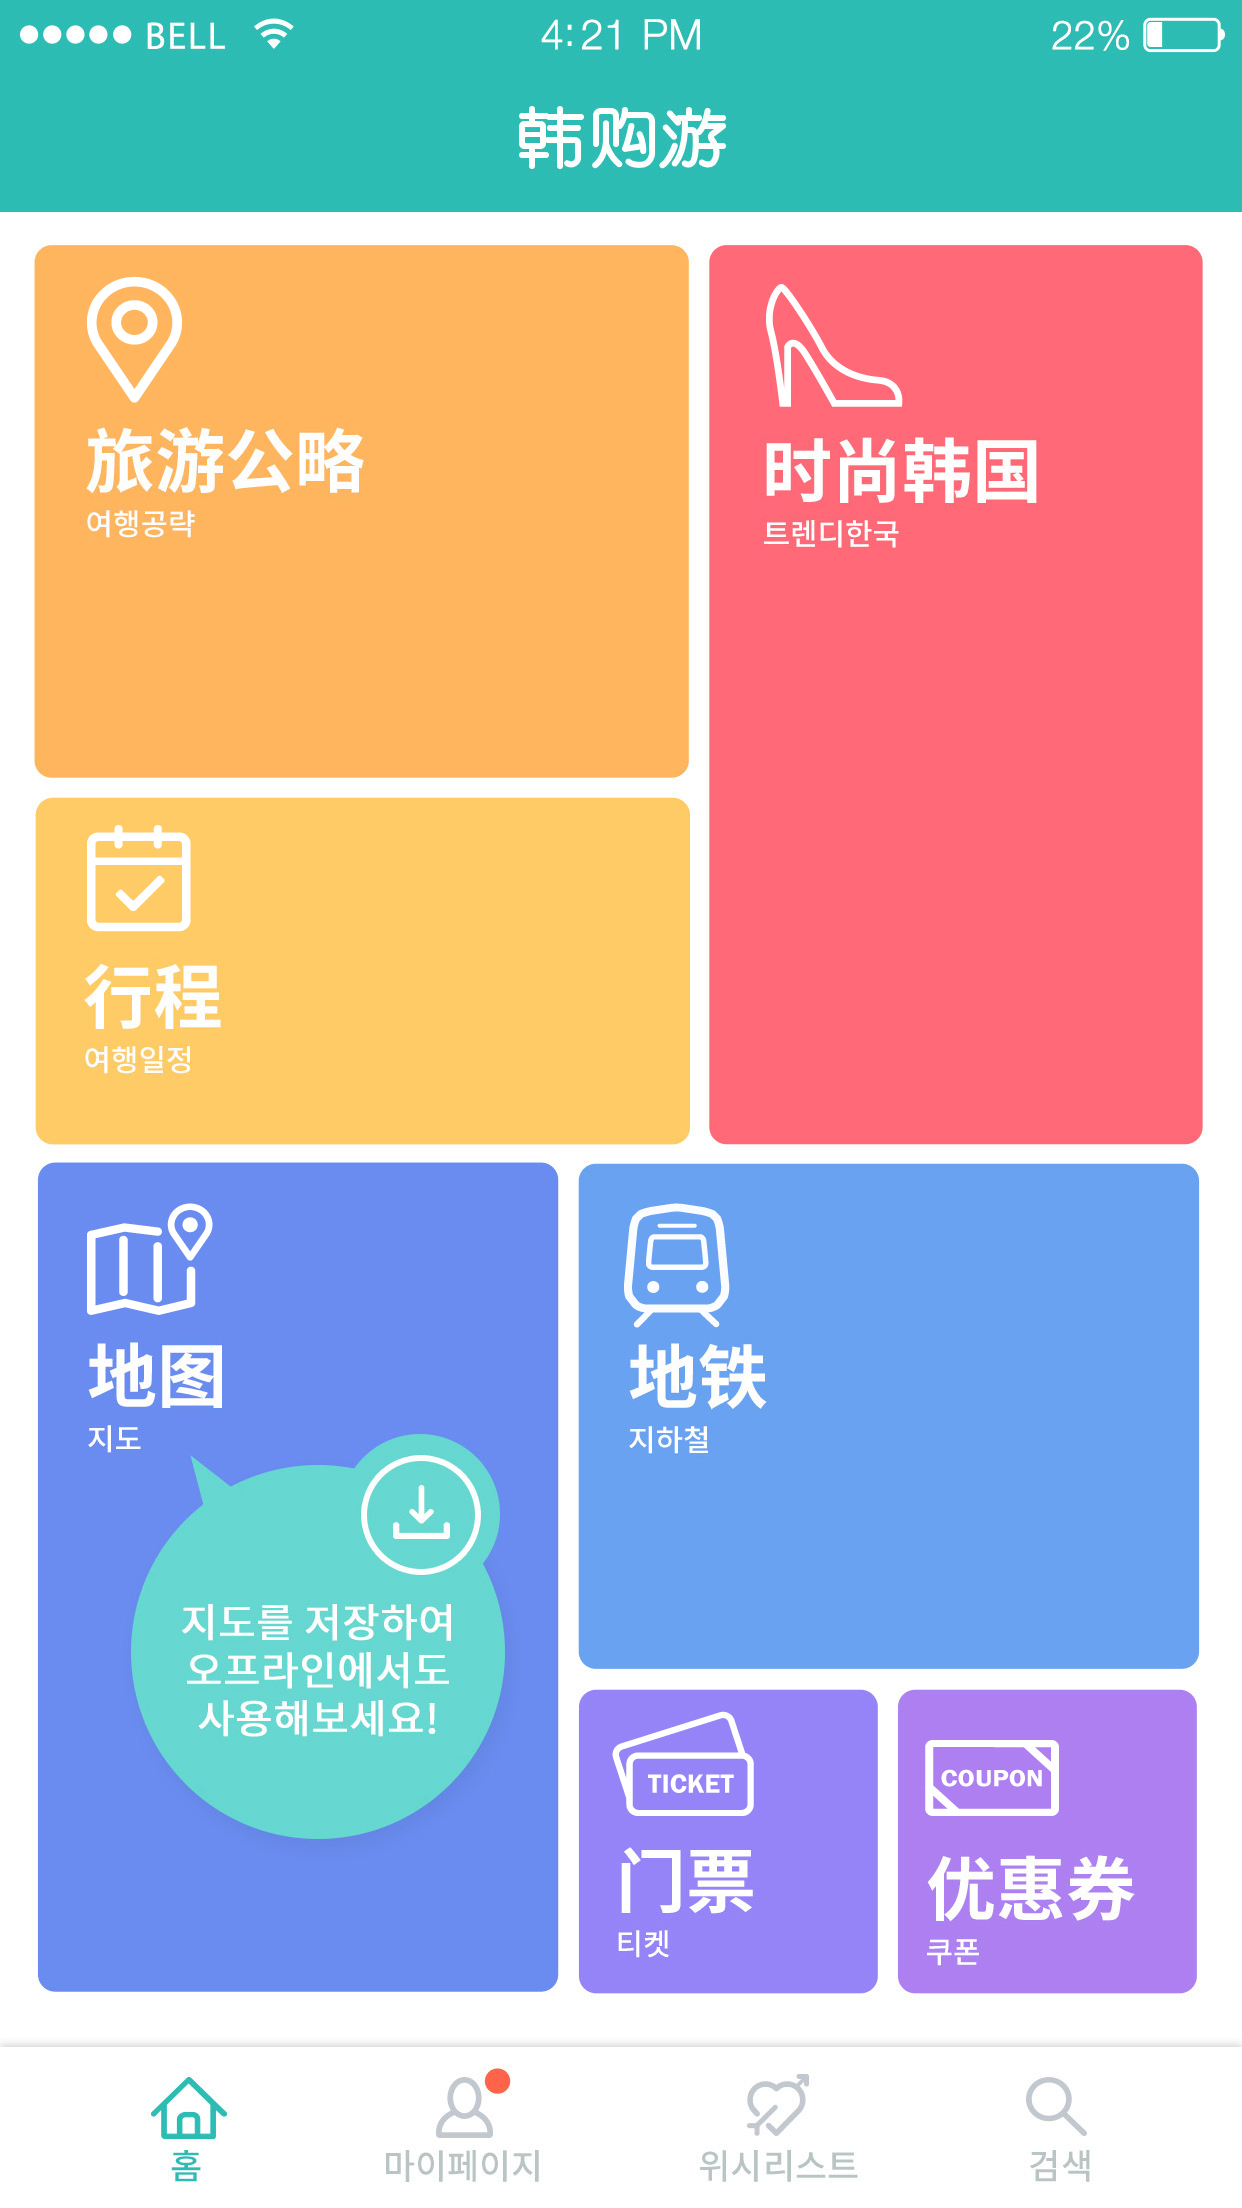 BELL 4:21 PM 22%
韩购游
旅游公略
여행공략
时尚韩国
트렌디한국
行程
여행일정
地图
지도
지도를 저장하여
오프라인에서도
사용해보세요!
地铁
지하철
TICKET
门票
티켓
COUPON
优惠券
쿠폰
홈 마이페이지 위시리스트 검색